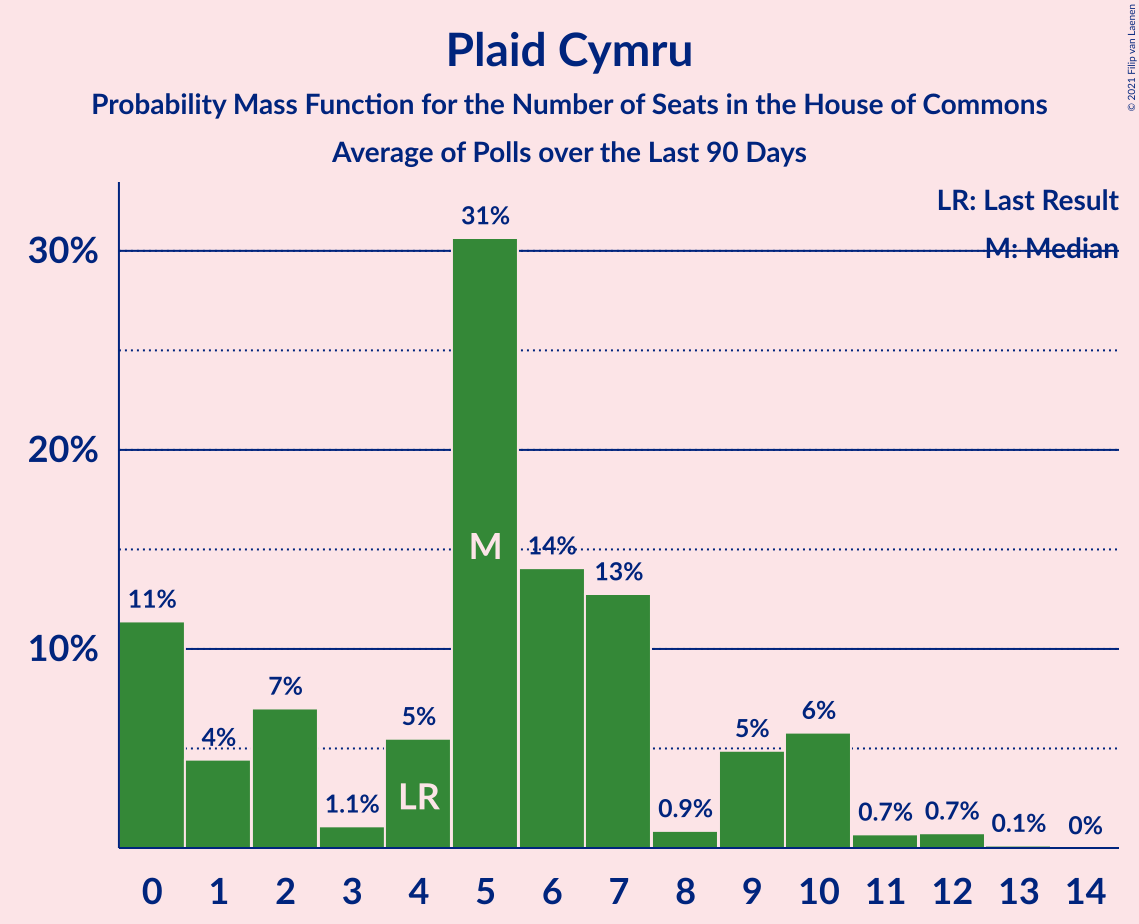 Plaid Cymru
Probability Mass Function for the Number of Seats in the House of Commons
Average of Polls over the Last 90 Days
© 2021 Filip van Laenen
LR: Last Result
M: Median
30%
20%
10%
11%
4%
7%
1.1%
5%
31%
14%
13%
0.9%
5%
6%
0.7%
0.7%
0.1%
0%
LR
M
0 1 2 3 4 5 6 7 8 9 10 11 12 13 14